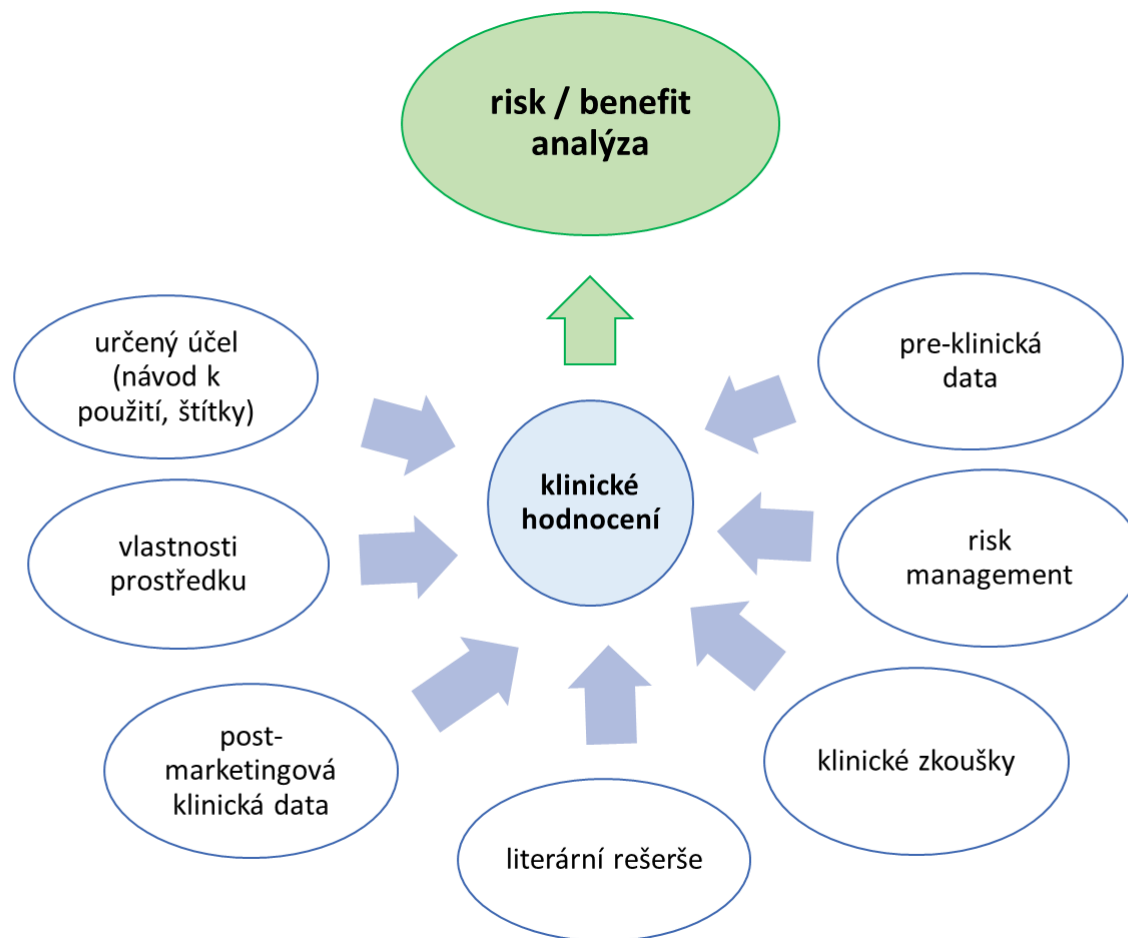 risk / benefit
analýza
určený účel
(návod k
použití, štítky)
pre-klinická
data
klinické
hodnocení
vlastnosti
prostředku
risk
management
post-
marketingová
klinická data
klinické zkoušky
literární rešerše